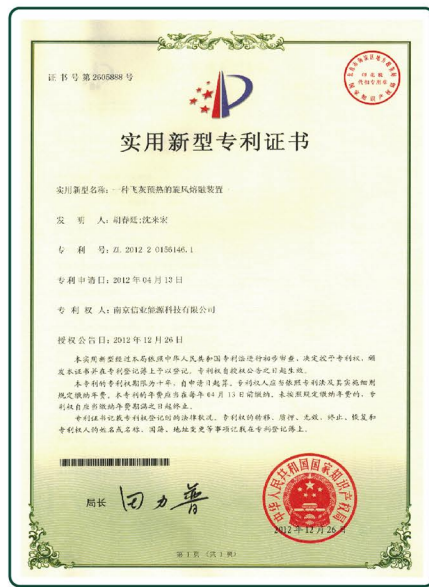 证书号第2605888号
实用新型专利证书
实用新型名称：一种飞灰预热的旋风熔融装置
发 明 人：胡春廷;沈来宏
专 利 号：ZL 2012 2 0156146.1
专利申请日：2012年04月13日
专 利 权 人：南京信业能源科技有限公司
授权公告日：2012年12月26日
本实用新型经过本局依照中华人民共和国专利法进行初步审查，决定授予专利权，颁
发本证书并在专利登记簿上予以登记。专利权自授权公告之日起生效。
本专利的专利权期限为十年，自申请日起算。专利权人应当依照专利法及其实施细则
规定缴纳年费。本专利的年费应当在每年04月13日前缴纳。未按照规定缴纳年费的，专
利权自应当缴纳年费期满之日起终止。
专利证书记载专利权登记时的法律状况。专利权的转移、质押、无效、终止、恢复和
专利权人的姓名或名称、国籍、地址变更等事项记载在专利登记簿上。
局长 田力普
中华人民共和国国家知识产权局
2012年12月26日
第1页（共1页）